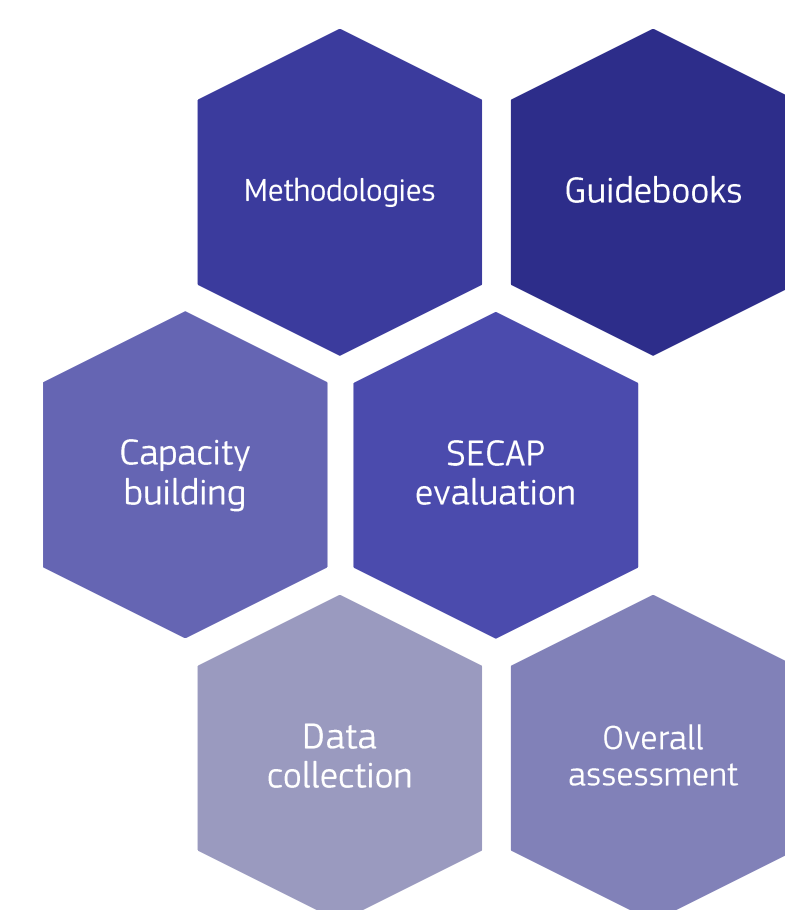 Methodologies
Guidebooks
Capacity
building
SECAP
evaluation
Data
collection
Overall
assessment